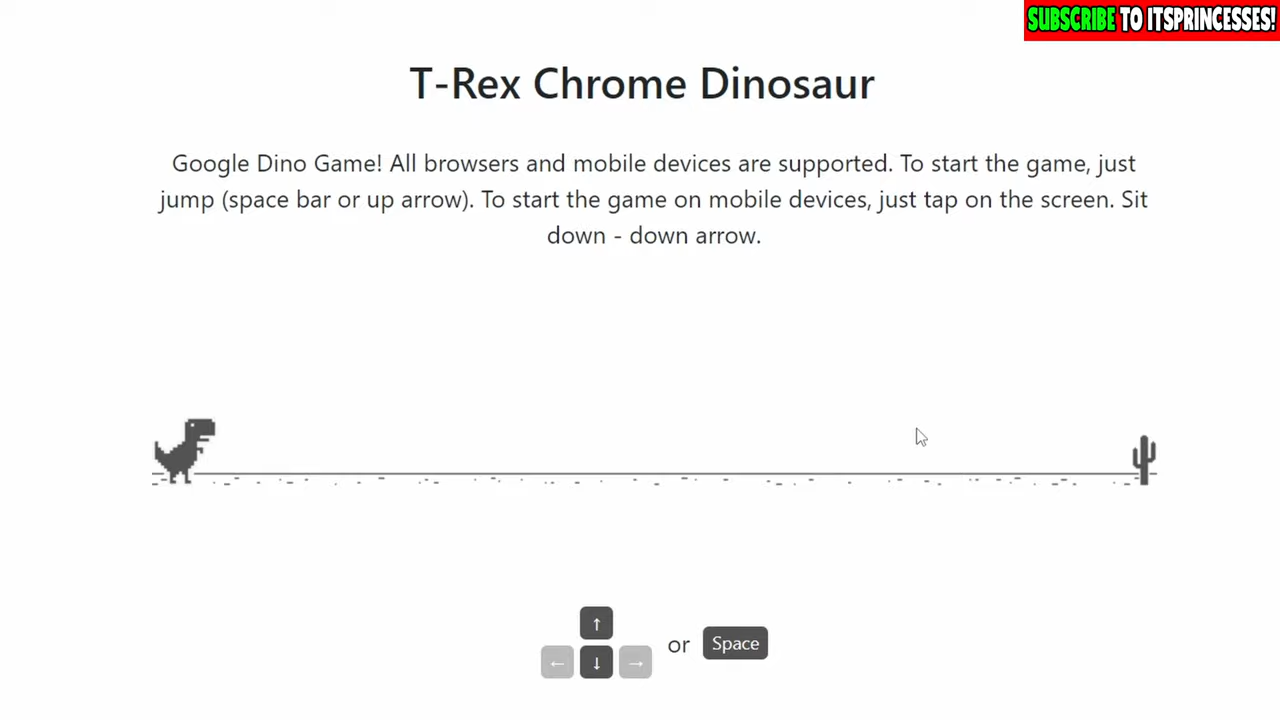 SUBSCRIBE TO ITSPRINCESSES!
T-Rex Chrome Dinosaur
Google Dino Game! All browsers and mobile devices are supported. To start the game, just
jump (space bar or up arrow). To start the game on mobile devices, just tap on the screen. Sit
down - down arrow.
↑
← ↓ → or Space